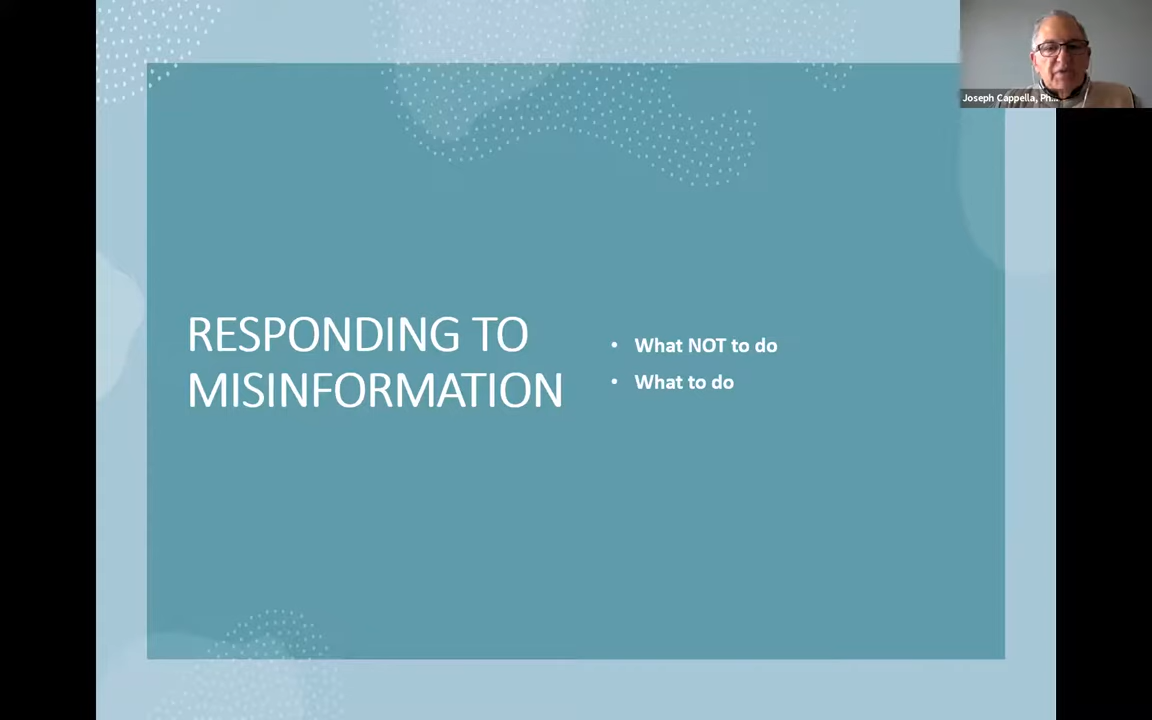 Joseph Cappella, Ph...
RESPONDING TO
MISINFORMATION
• What NOT to do
• What to do